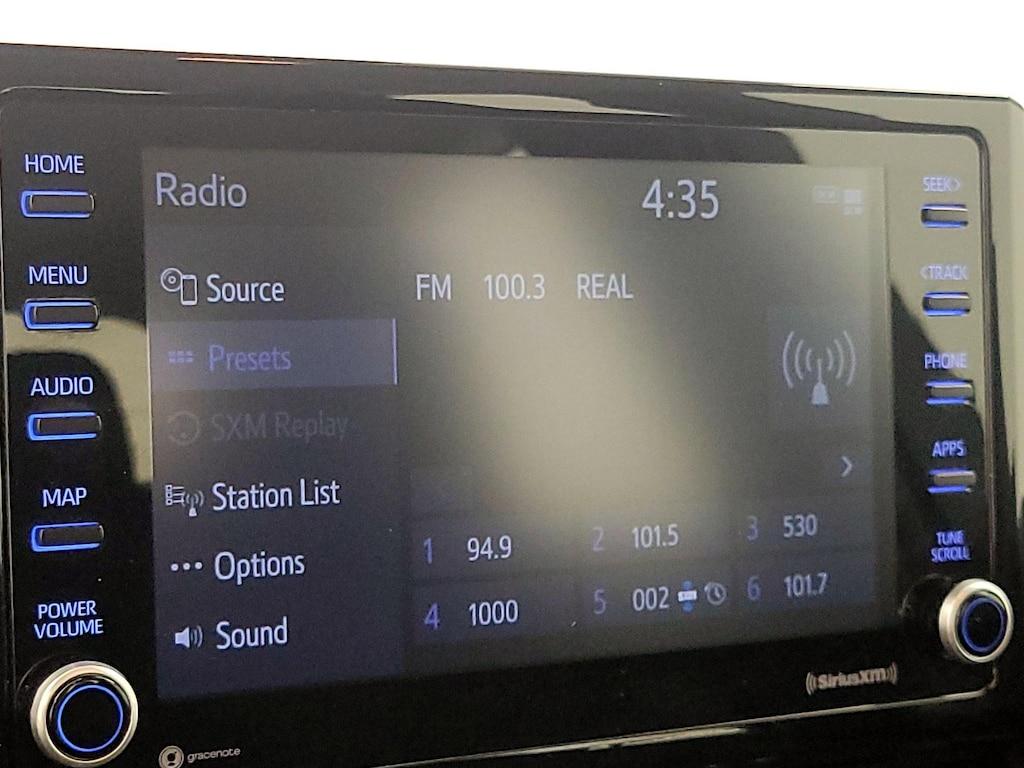 HOME
MENU
AUDIO
MAP
POWER
VOLUME
Radio
4:35
Source
Presets
SXM Replay
Station List
Options
Sound
FM 100.3 REAL
1 94.9 2 101.5 3 530
4 1000 5 002 6 101.7
SEEK>
<TRACK
PHONE
APPS
TUNE
SCROLL
SiriusXM
gracenote